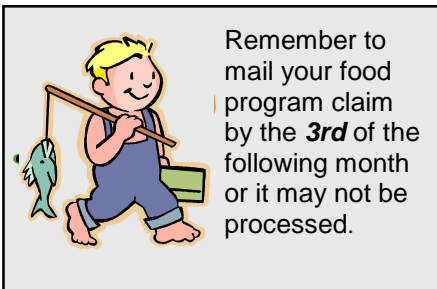 Remember to
mail your food
program claim
by the 3rd of the
following month
or it may not be
processed.